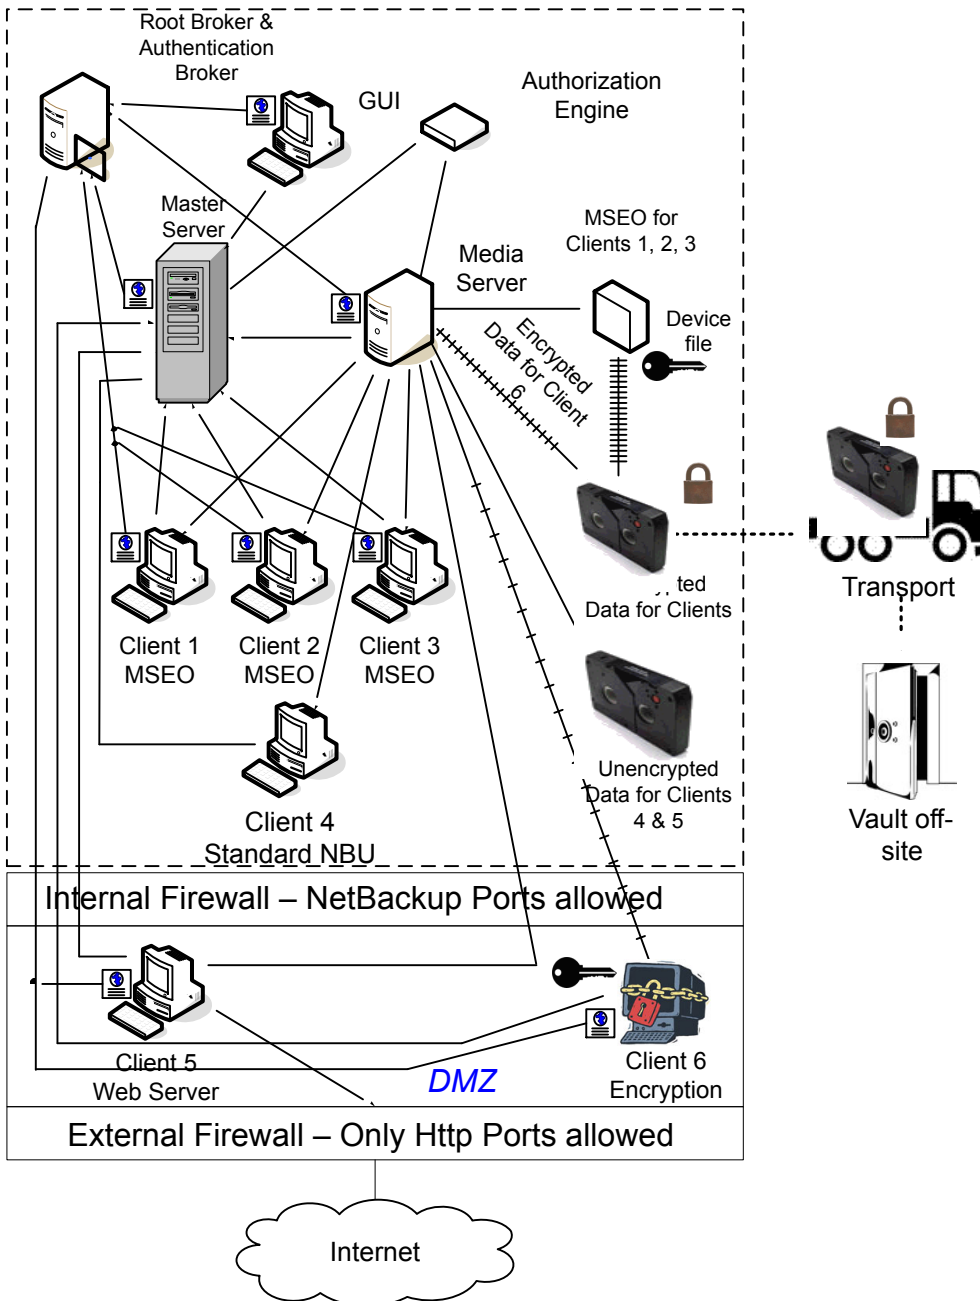 Root Broker &
Authentication
Broker
GUI
Authorization
Engine
Master
Server
Media
Server
MSEO for
Clients 1, 2, 3
Device
file
Encrypted
Data for Client
6
Transport
Data for Clients
Client 1
MSEO
Client 2
MSEO
Client 3
MSEO
Unencrypted
Data for Clients
4 & 5
Vault off-
site
Client 4
Standard NBU
Internal Firewall – NetBackup Ports allowed
Client 5
Web Server
DMZ
Client 6
Encryption
External Firewall – Only Http Ports allowed
Internet